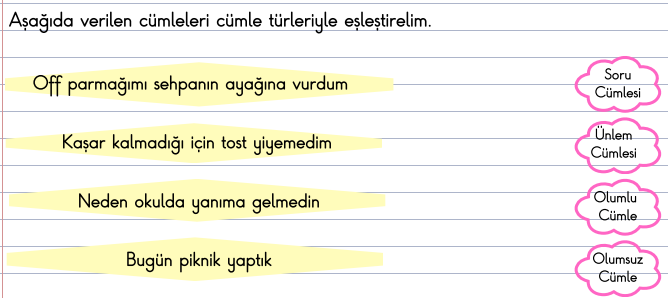 Aşağıda verilen cümleleri cümle türleriyle eşleştirelim.
Off parmağımı sehpanın ayağına vurdum
Soru
Cümlesi
Kaşar kalmadığı için tost yiyemedim
Ünlem
Cümlesi
Neden okulda yanıma gelmedin
Olumlu
Cümle
Bugün piknik yaptık
Olumsuz
Cümle